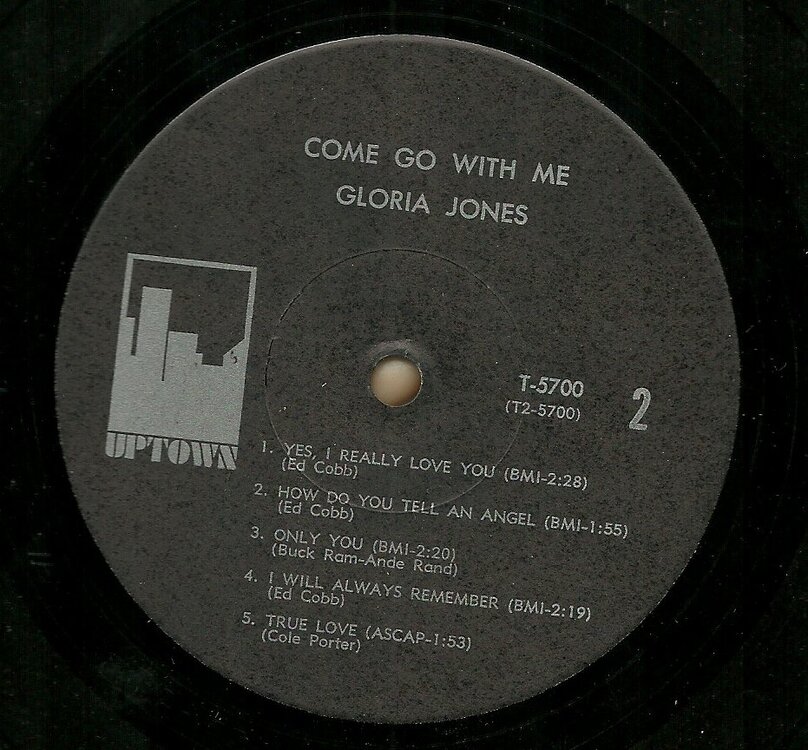 COME GO WITH ME
GLORIA JONES
UPTOWN
T-5700
(T2-5700)
2
1. YES, I REALLY LOVE YOU (BMI-2:28)
(Ed Cobb)
2. HOW DO YOU TELL AN ANGEL (BMI-1:55)
(Ed Cobb)
3. ONLY YOU (BMI-2:20)
(Buck Ram-Ande Rand)
4. I WILL ALWAYS REMEMBER (BMI-2:19)
(Ed Cobb)
5. TRUE LOVE (ASCAP-1:53)
(Cole Porter)